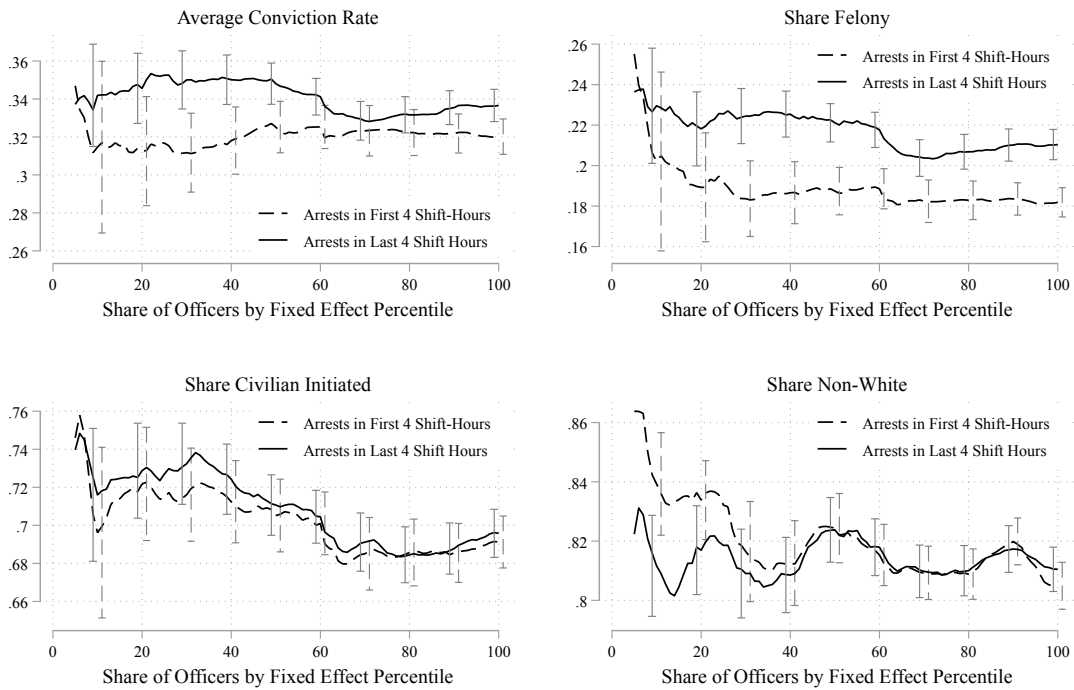 Average Conviction Rate
.36
.34
.32
.3
.28
.26
Arrests in First 4 Shift-Hours
Arrests in Last 4 Shift Hours
0 20 40 60 80 100
Share of Officers by Fixed Effect Percentile
Share Felony
.26
.24
.22
.2
.18
.16
Arrests in First 4 Shift-Hours
Arrests in Last 4 Shift Hours
0 20 40 60 80 100
Share of Officers by Fixed Effect Percentile
Share Civilian Initiated
.76
.74
.72
.7
.68
.66
Arrests in First 4 Shift-Hours
Arrests in Last 4 Shift Hours
0 20 40 60 80 100
Share of Officers by Fixed Effect Percentile
Share Non-White
.86
.84
.82
.8
Arrests in First 4 Shift-Hours
Arrests in Last 4 Shift Hours
0 20 40 60 80 100
Share of Officers by Fixed Effect Percentile